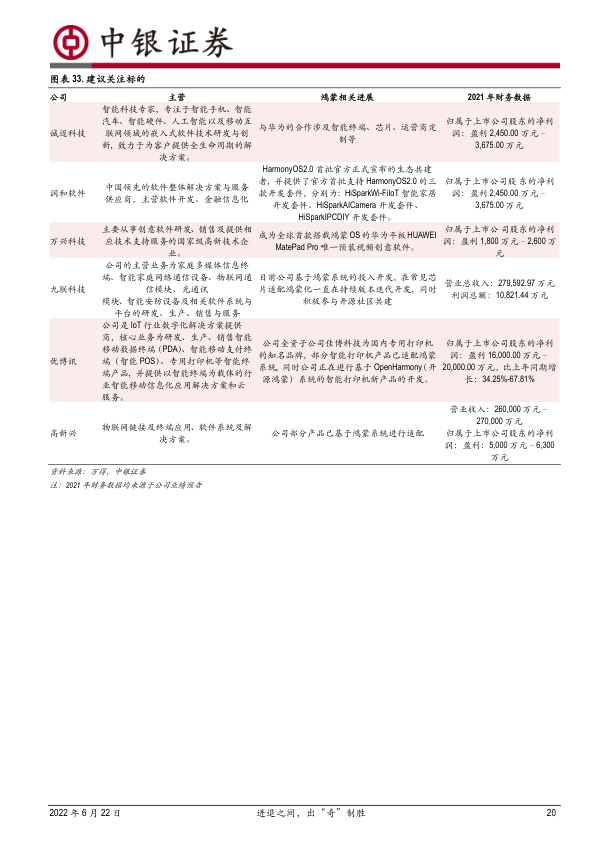 中银证券
图表 33. 建议关注标的
公司 主营 鸿蒙相关进展 2021 年财务数据
诚迈科技
智能科技专家，专注于智能手机、智能
汽车、智能硬件、人工智能以及移动互
联网领域的嵌入式软件技术研发与创
新，致力于为客户提供全生命周期的解
决方案。
与华为的合作涉及智能终端、芯片、运营商定
制等
归属于上市公司股东的净利
润：盈利 2,450.00 万元 –
3,675.00 万元
润和软件
中国领先的软件整体解决方案与服务
供应商，主营软件开发、金融信息化
HarmonyOS2.0 首批官方正式宣布的生态共建
者，并提供了官方首批支持 HarmonyOS2.0 的三
款开发套件，分别为：HiSparkWi-FiIoT 智能家居
开发套件、HiSparkAICamera 开发套件、
HiSparkIPCDIY 开发套件。
归属于上市公司股 东的净利
润：盈利 2,450.00 万元 –
3,675.00 万元
万兴科技
主要从事创意软件研发、销售及提供相
应技术支持服务的国家级高新技术企
业。
成为全球首款搭载鸿蒙 OS 的华为平板 HUAWEI
MatePad Pro 唯一预装视频创意软件。
归属于上市公司股 东的净利
润：盈利 1,800 万元 – 2,600 万
元
九联科技
公司的主营业务为家庭多媒体信息终
端、智能家庭网络通信设备、物联网通
信模块、光通讯
模块、智能安防设备及相关软件系统与
平台的研发、生产、销售与服务
目前公司基于鸿蒙系统的投入开发，在常见芯
片适配鸿蒙化一直在持续版本迭代开发，同时
积极参与开源社区共建
营业总收入：279,592.97 万元
利润总额：10,821.44 万元
优博讯
公司是 IoT 行业数字化解决方案提供
商，核心业务为研发、生产、销售智能
移动数据终端（PDA）、智能移动支付终
端（智能 POS）、专用打印机等智能终
端产品，并提供以智能终端为载体的行
业智能移动信息化应用解决方案和云
服务。
公司全资子公司佳博科技为国内专用打印机
的知名品牌，部分智能打印机产品已适配鸿蒙
系统，同时公司正在进行基于 OpenHarmony（开
源鸿蒙）系统的智能打印机新产品的开发。
归属于上市公司股东的净利
润：盈利 16,000.00 万元 –
20,000.00 万元，比上年同期增
长：34.25%-67.81%
高新兴
物联网链接及终端应用、软件系统及解
决方案。
公司部分产品已基于鸿蒙系统进行适配
营业收入：260,000 万元 –
270,000 万元
归属于上市公司股东的净利
润：盈利：5,000 万元 – 6,300
万元
资料来源：万得，中银证券
注：2021 年财务数据均来源于公司业绩预告
2022 年 6 月 22 日 进退之间，出“奇”制胜 20